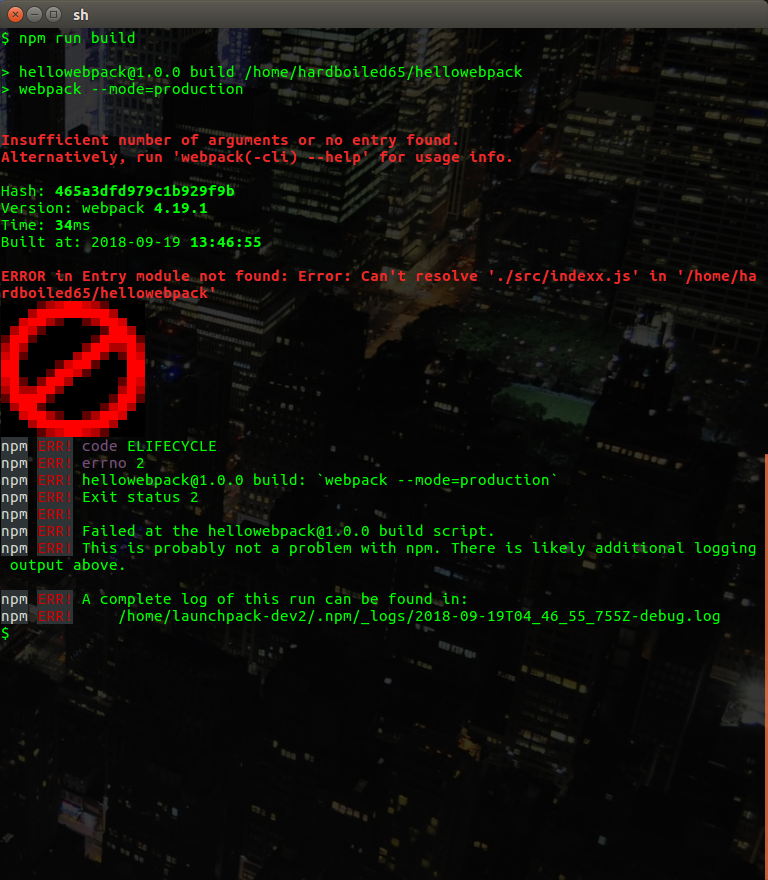 sh
$ npm run build
> hellowebpack@1.0.0 build /home/hardboiled65/hellowebpack
> webpack --mode=production
Insufficient number of arguments or no entry found.
Alternatively, run 'webpack(-cli) --help' for usage info.
Hash: 465a3dfd979c1b929f9b
Version: webpack 4.19.1
Time: 34ms
Built at: 2018-09-19 13:46:55
ERROR in Entry module not found: Error: Can't resolve './src/indexx.js' in '/home/ha
rdboiled65/hellowebpack'
npm ERR! code ELIFECYCLE
npm ERR! errno 2
npm ERR! hellowebpack@1.0.0 build: `webpack --mode=production`
npm ERR! Exit status 2
npm ERR!
npm ERR! Failed at the hellowebpack@1.0.0 build script.
npm ERR! This is probably not a problem with npm. There is likely additional logging
output above.
npm ERR! A complete log of this run can be found in:
npm ERR!     /home/launchpack-dev2/.npm/_logs/2018-09-19T04_46_55_755Z-debug.log
$